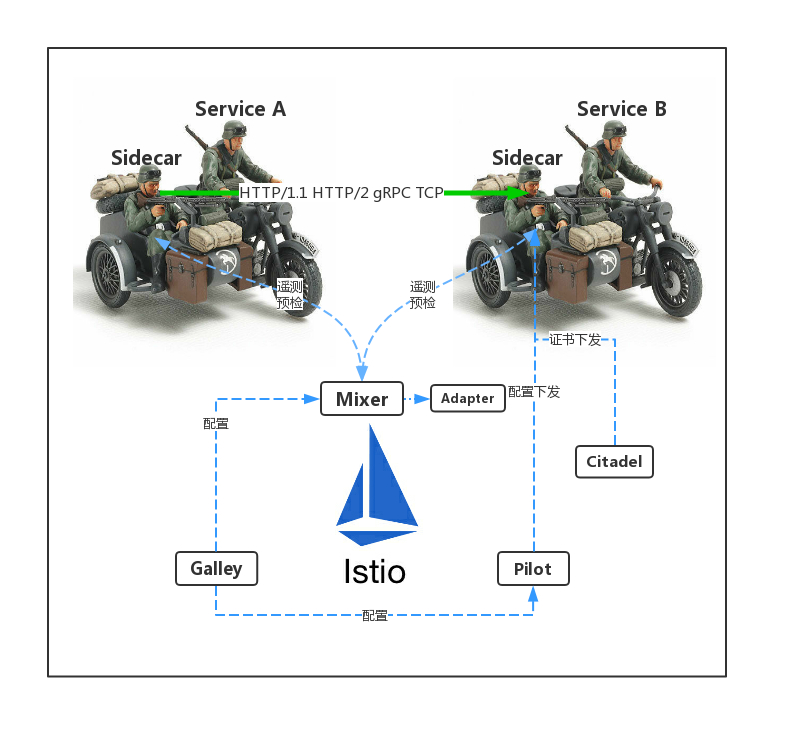 Service A
Service B
Sidecar
Sidecar
HTTP/1.1 HTTP/2 gRPC TCP
遥测
预检
遥测
预检
证书下发
Mixer
Adapter
配置下发
配置
Citadel
Galley
Istio
Pilot
配置